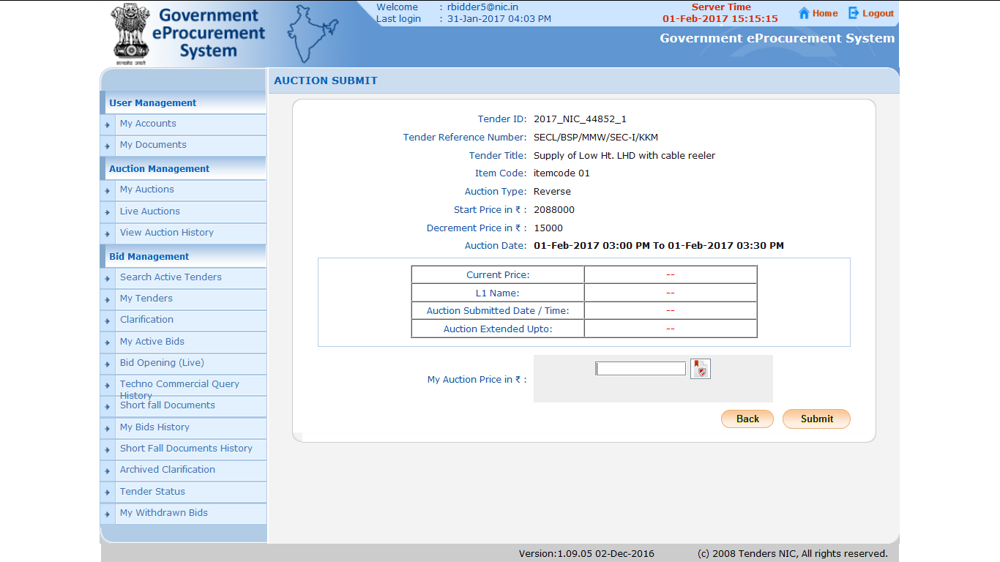 Government
eProcurement
System
सत्यमेव जयते
Welcome : rbidder5@nic.in
Last login : 31-Jan-2017 04:03 PM
Server Time
01-Feb-2017 15:15:15
Home
Logout
Government eProcurement System
AUCTION SUBMIT
User Management
My Accounts
My Documents
Auction Management
My Auctions
Live Auctions
View Auction History
Bid Management
Search Active Tenders
My Tenders
Clarification
My Active Bids
Bid Opening (Live)
Techno Commercial Query
History
Short fall Documents
My Bids History
Short Fall Documents History
Archived Clarification
Tender Status
My Withdrawn Bids
Tender ID: 2017_NIC_44852_1
Tender Reference Number: SECL/BSP/MMW/SEC-I/KKM
Tender Title: Supply of Low Ht. LHD with cable reeler
Item Code: itemcode 01
Auction Type: Reverse
Start Price in ₹ : 2088000
Decrement Price in ₹ : 15000
Auction Date: 01-Feb-2017 03:00 PM To 01-Feb-2017 03:30 PM
Current Price: --
L1 Name: --
Auction Submitted Date / Time: --
Auction Extended Upto: --
My Auction Price in ₹ :
Back
Submit
Version:1.09.05 02-Dec-2016
(c) 2008 Tenders NIC, All rights reserved.